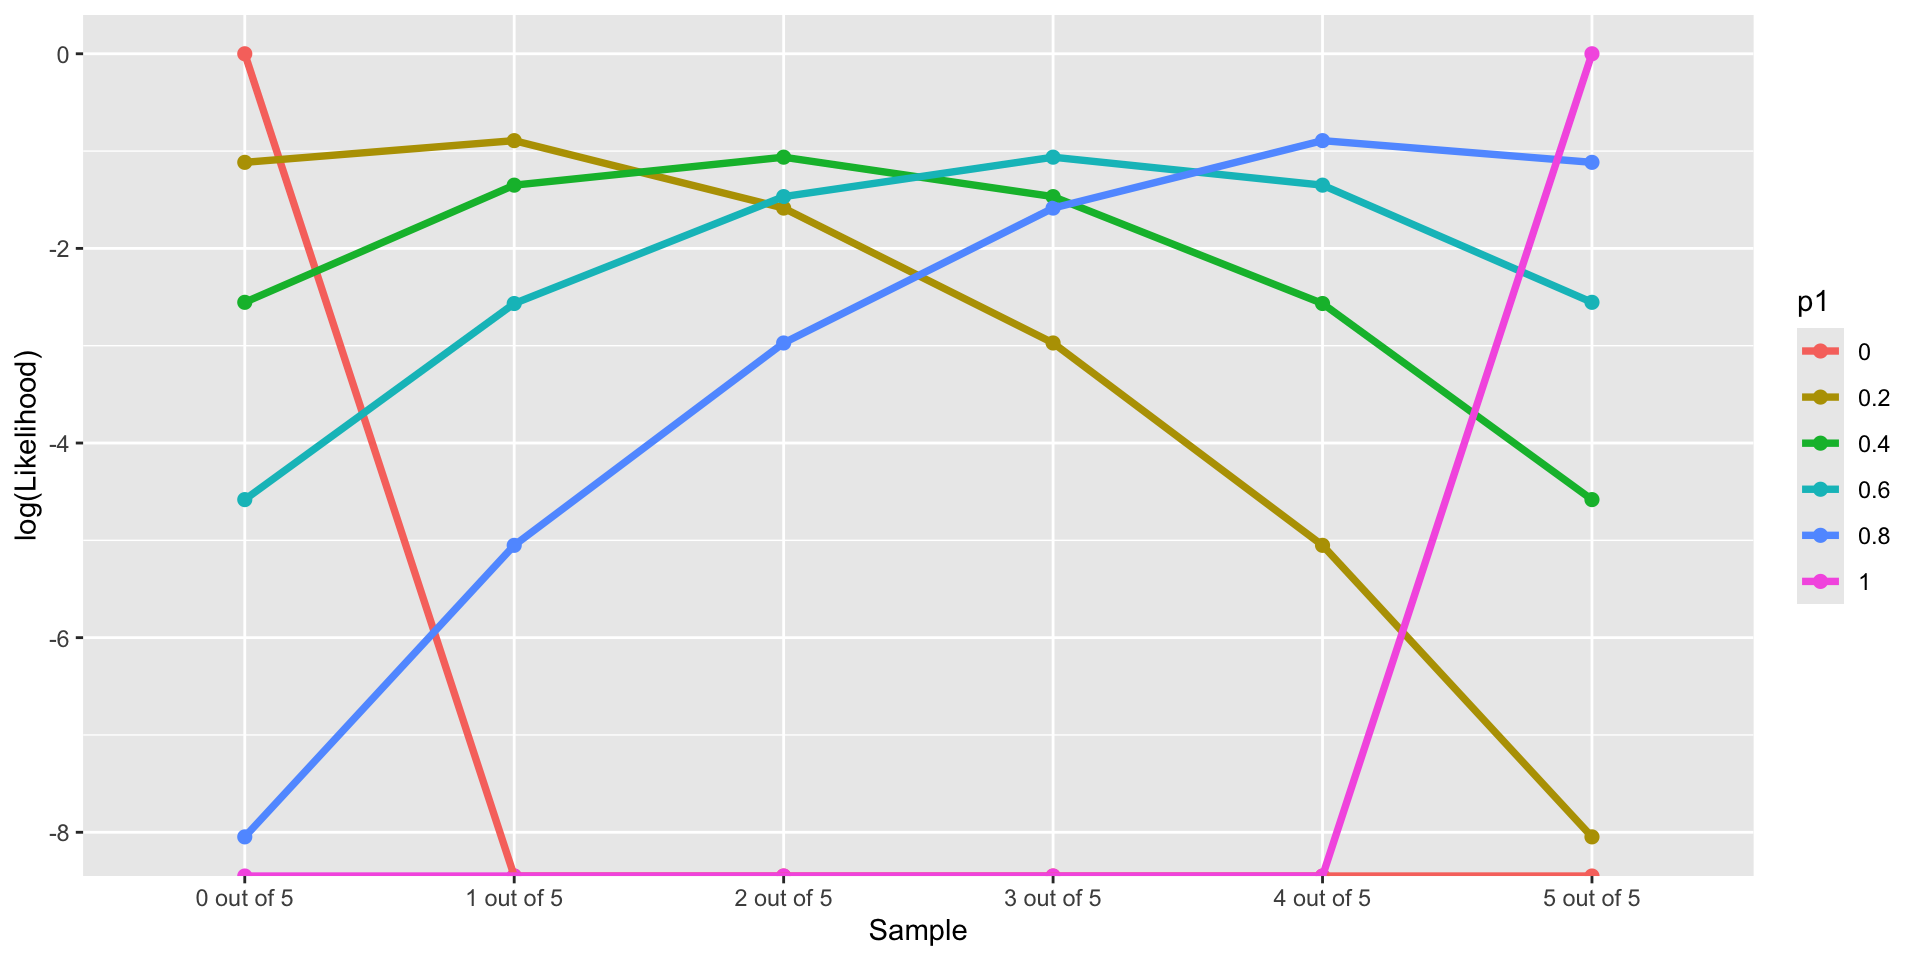 0
-2
-4
-6
-8
log(Likelihood)
0 out of 5
1 out of 5
2 out of 5
3 out of 5
4 out of 5
5 out of 5
Sample
p1
0
0.2
0.4
0.6
0.8
1